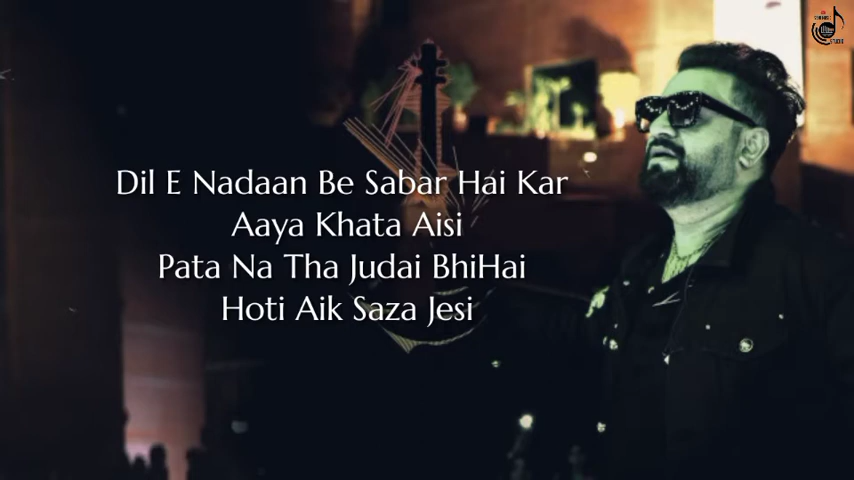 Dil E Nadaan Be Sabar Hai Kar
Aaya Khata Aisi
Pata Na Tha Judai BhiHai
Hoti Aik Saza Jesi